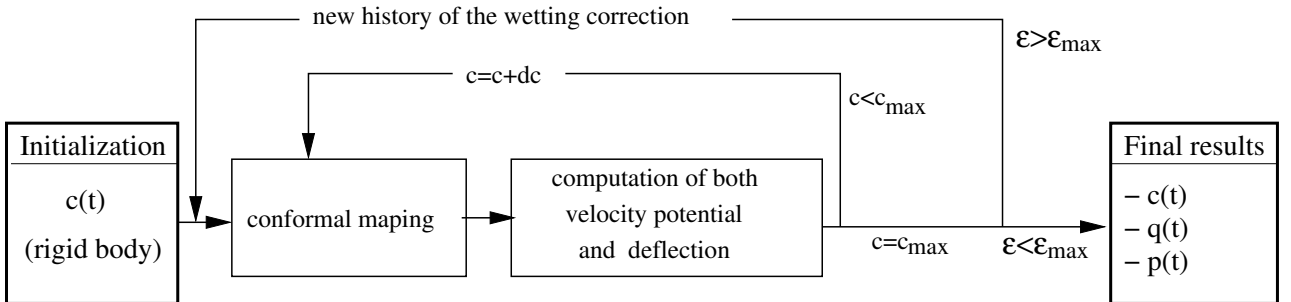 new history of the wetting correction
ε>εmax
c=c+dc
c<cmax
Initialization
c(t)
(rigid body)
conformal maping
computation of both
velocity potential
and deflection
c=cmax
ε<εmax
Final results
– c(t)
– q(t)
– p(t)